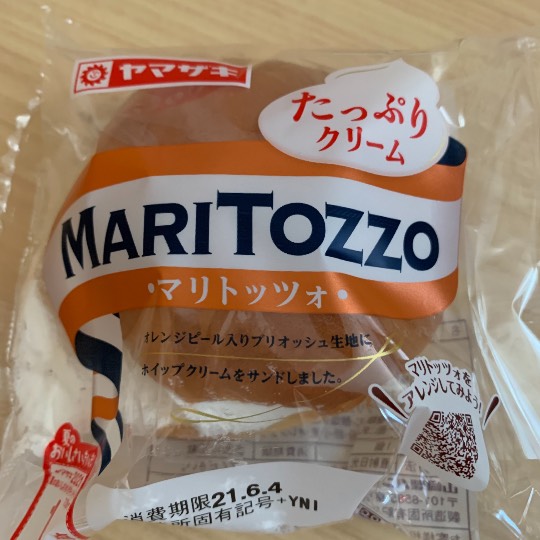 ヤマザキ
たっぷり
クリーム
MARITOZZO
・マリトッツォ・
オレンジピール入りブリオッシュ生地に
ホイップクリームをサンドしました。
マリトッツォを
アレンジしてみよう!
消費期限21.6.4
所固有記号+YN1